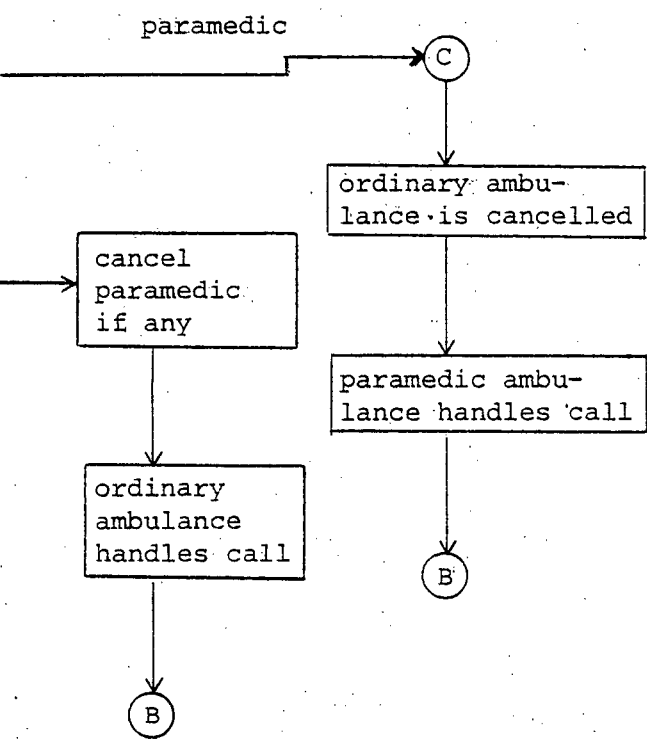 paramedic
C
ordinary ambu-
lance is cancelled
cancel
paramedic
if any
paramedic ambu-
lance handles call
ordinary
ambulance
handles call
B
B